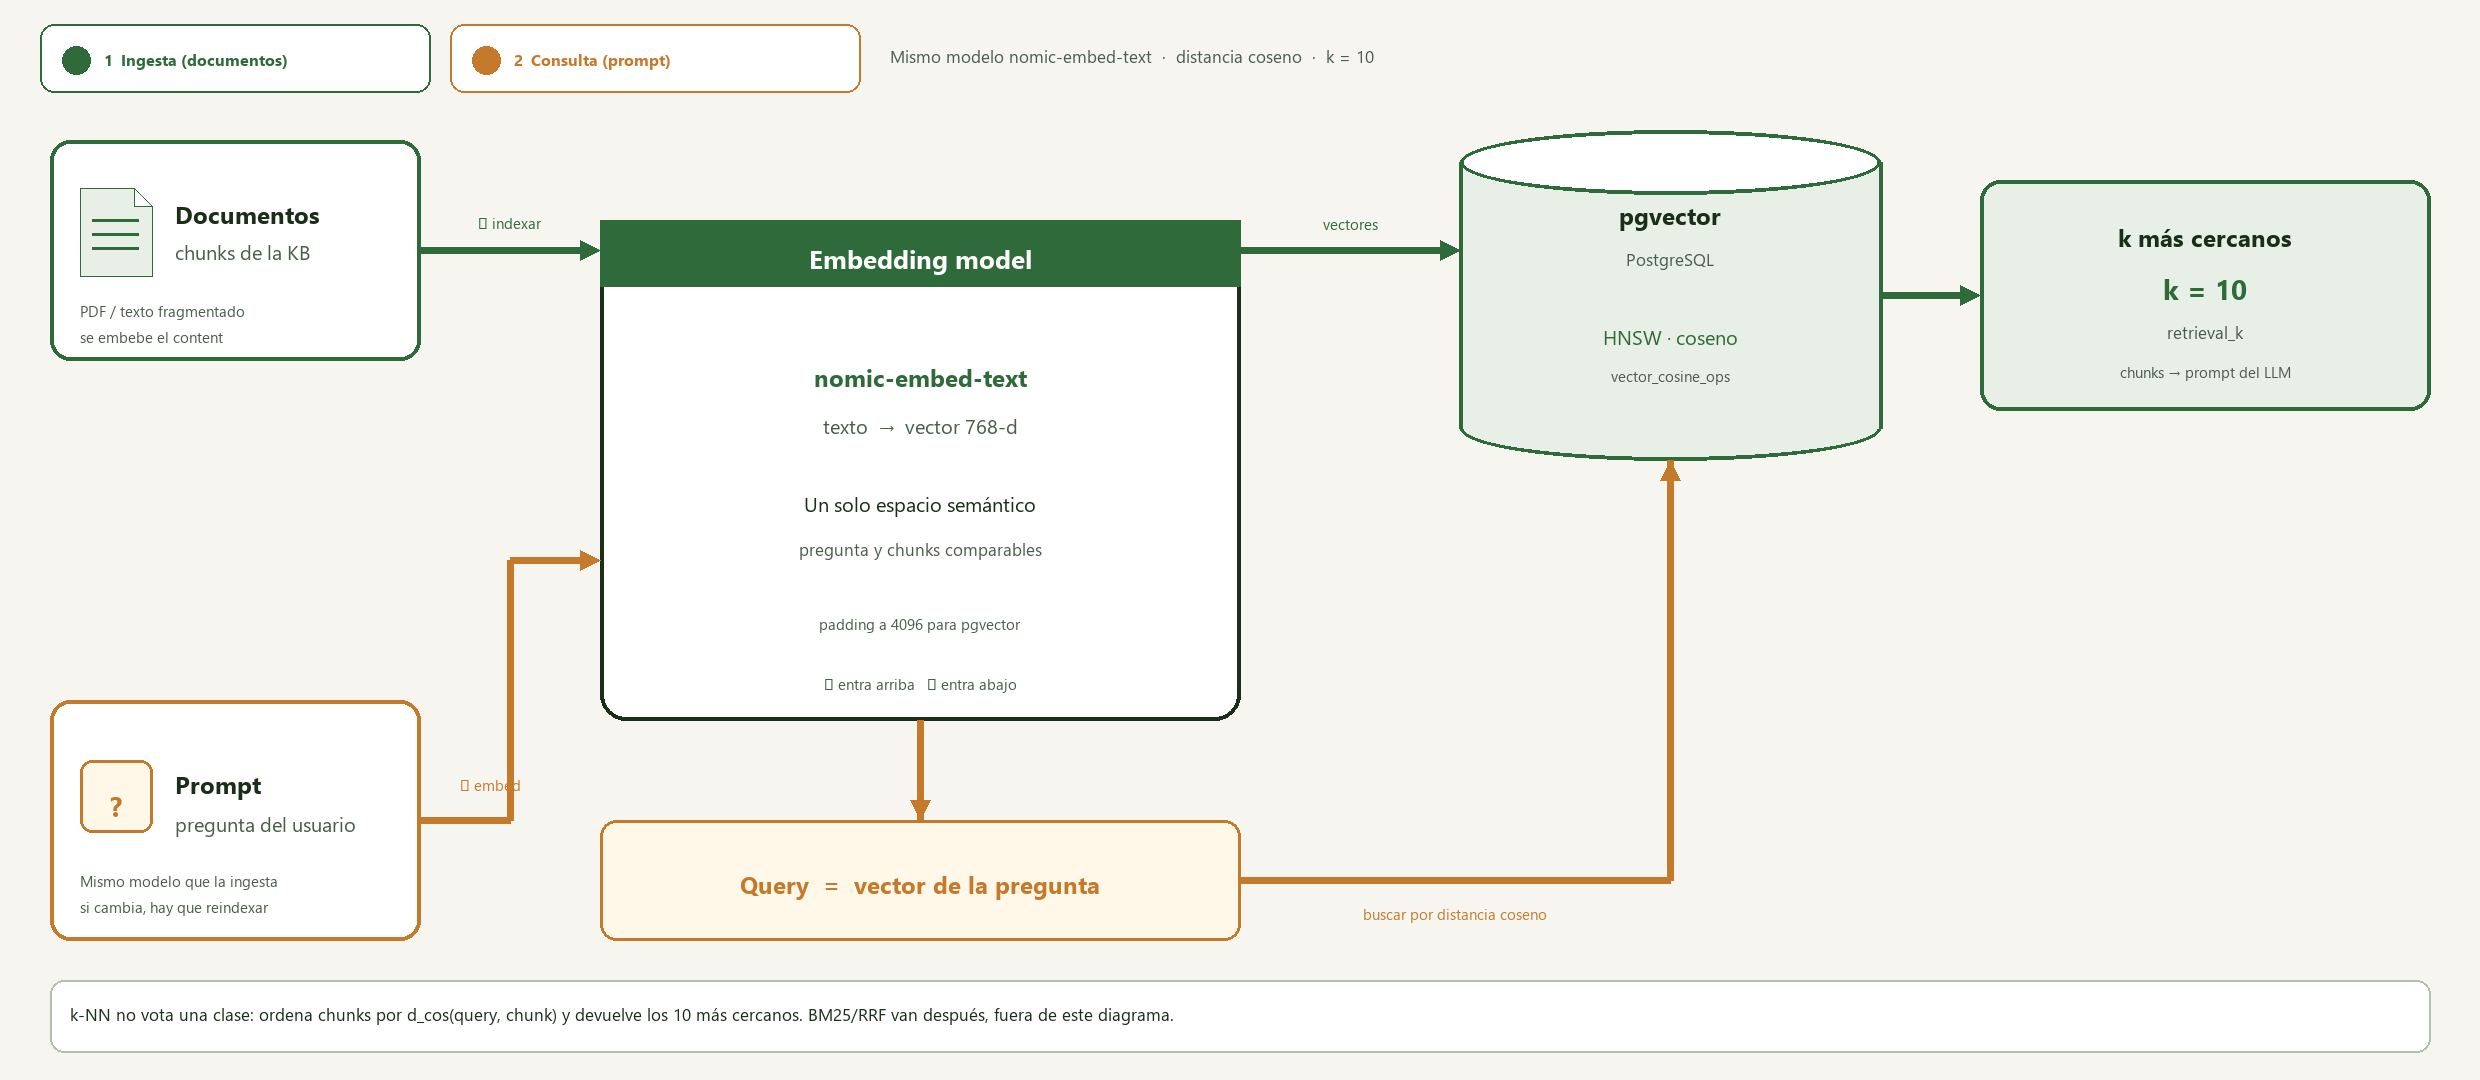 1 Ingesta (documentos)
2 Consulta (prompt)
Mismo modelo nomic-embed-text · distancia coseno · k = 10
Documentos
chunks de la KB
PDF / texto fragmentado
se embebe el content
indexar
Embedding model
nomic-embed-text
texto → vector 768-d
Un solo espacio semántico
pregunta y chunks comparables
padding a 4096 para pgvector
entra arriba entra abajo
vectores
pgvector
PostgreSQL
HNSW · coseno
vector_cosine_ops
k más cercanos
k = 10
retrieval_k
chunks → prompt del LLM
?
Prompt
pregunta del usuario
Mismo modelo que la ingesta
si cambia, hay que reindexar
embed
Query = vector de la pregunta
buscar por distancia coseno
k-NN no vota una clase: ordena chunks por d_cos(query, chunk) y devuelve los 10 más cercanos. BM25/RRF van después, fuera de este diagrama.